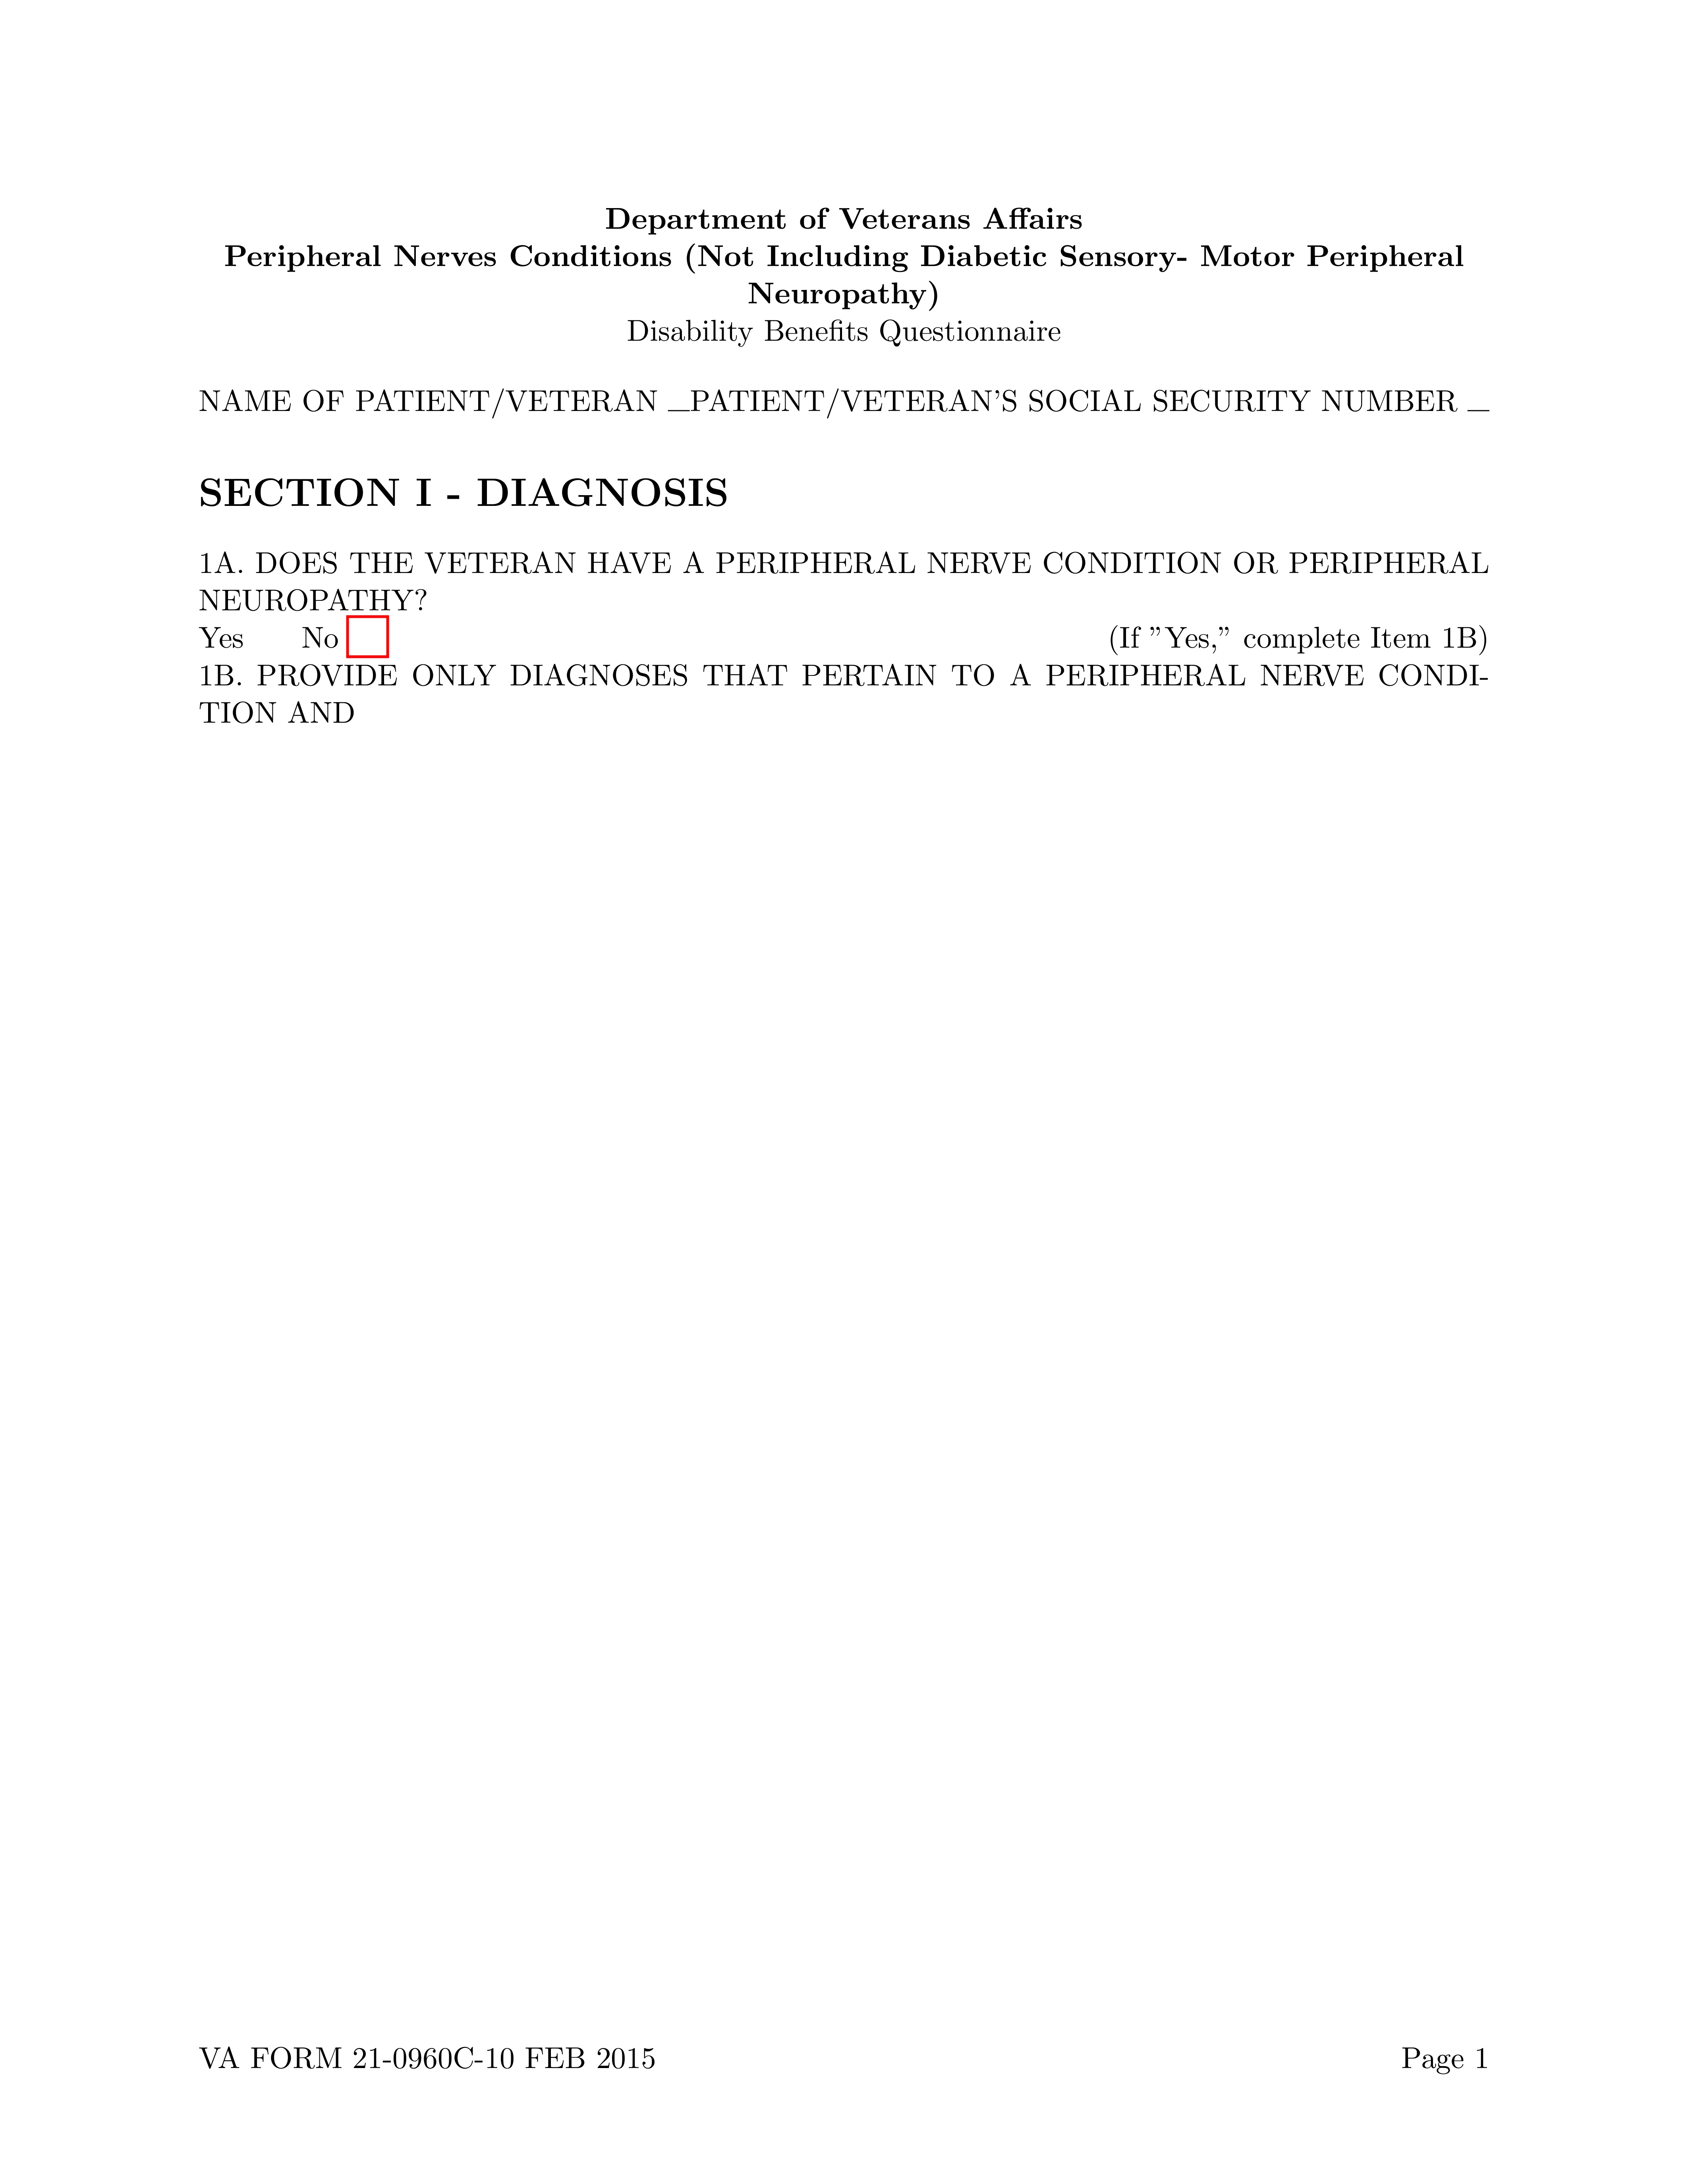 Department of Veterans Affairs
Peripheral Nerves Conditions (Not Including Diabetic Sensory- Motor Peripheral
Neuropathy)
Disability Benefits Questionnaire
NAME OF PATIENT/VETERAN _PATIENT/VETERAN'S SOCIAL SECURITY NUMBER _
SECTION I - DIAGNOSIS
1A. DOES THE VETERAN HAVE A PERIPHERAL NERVE CONDITION OR PERIPHERAL
NEUROPATHY?
Yes No (If ”Yes,” complete Item 1B)
1B. PROVIDE ONLY DIAGNOSES THAT PERTAIN TO A PERIPHERAL NERVE CONDI-
TION AND
VA FORM 21-0960C-10 FEB 2015 Page 1